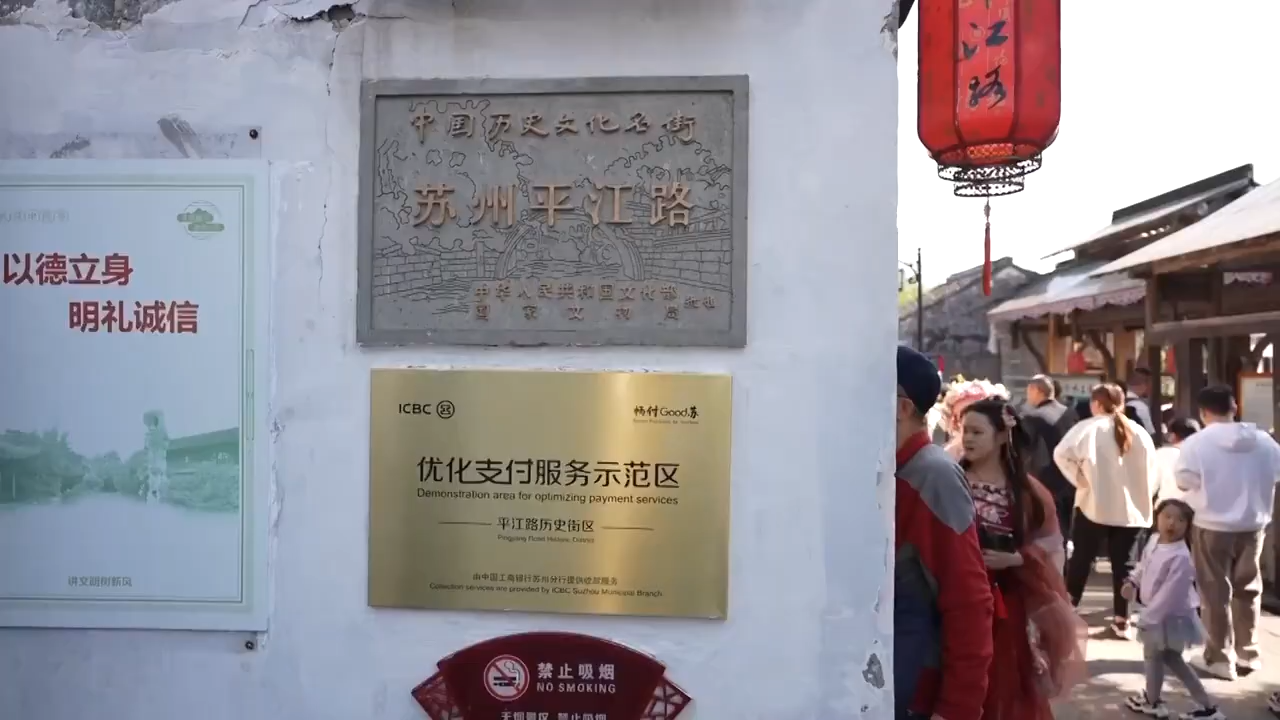 以德立身
明礼诚信
讲文明树新风
中国历史文化名街
苏州平江路
中华人民共和国文化部
国家文物局
批准
ICBC
畅付Good苏
优化支付服务示范区
Demonstration area for optimizing payment services
平江路历史街区
Pingjiang Road Historic District
由中国工商银行苏州分行提供收款服务
Collection services are provided by ICBC Suzhou Municipal Branch
禁止吸烟
NO SMOKING
江路